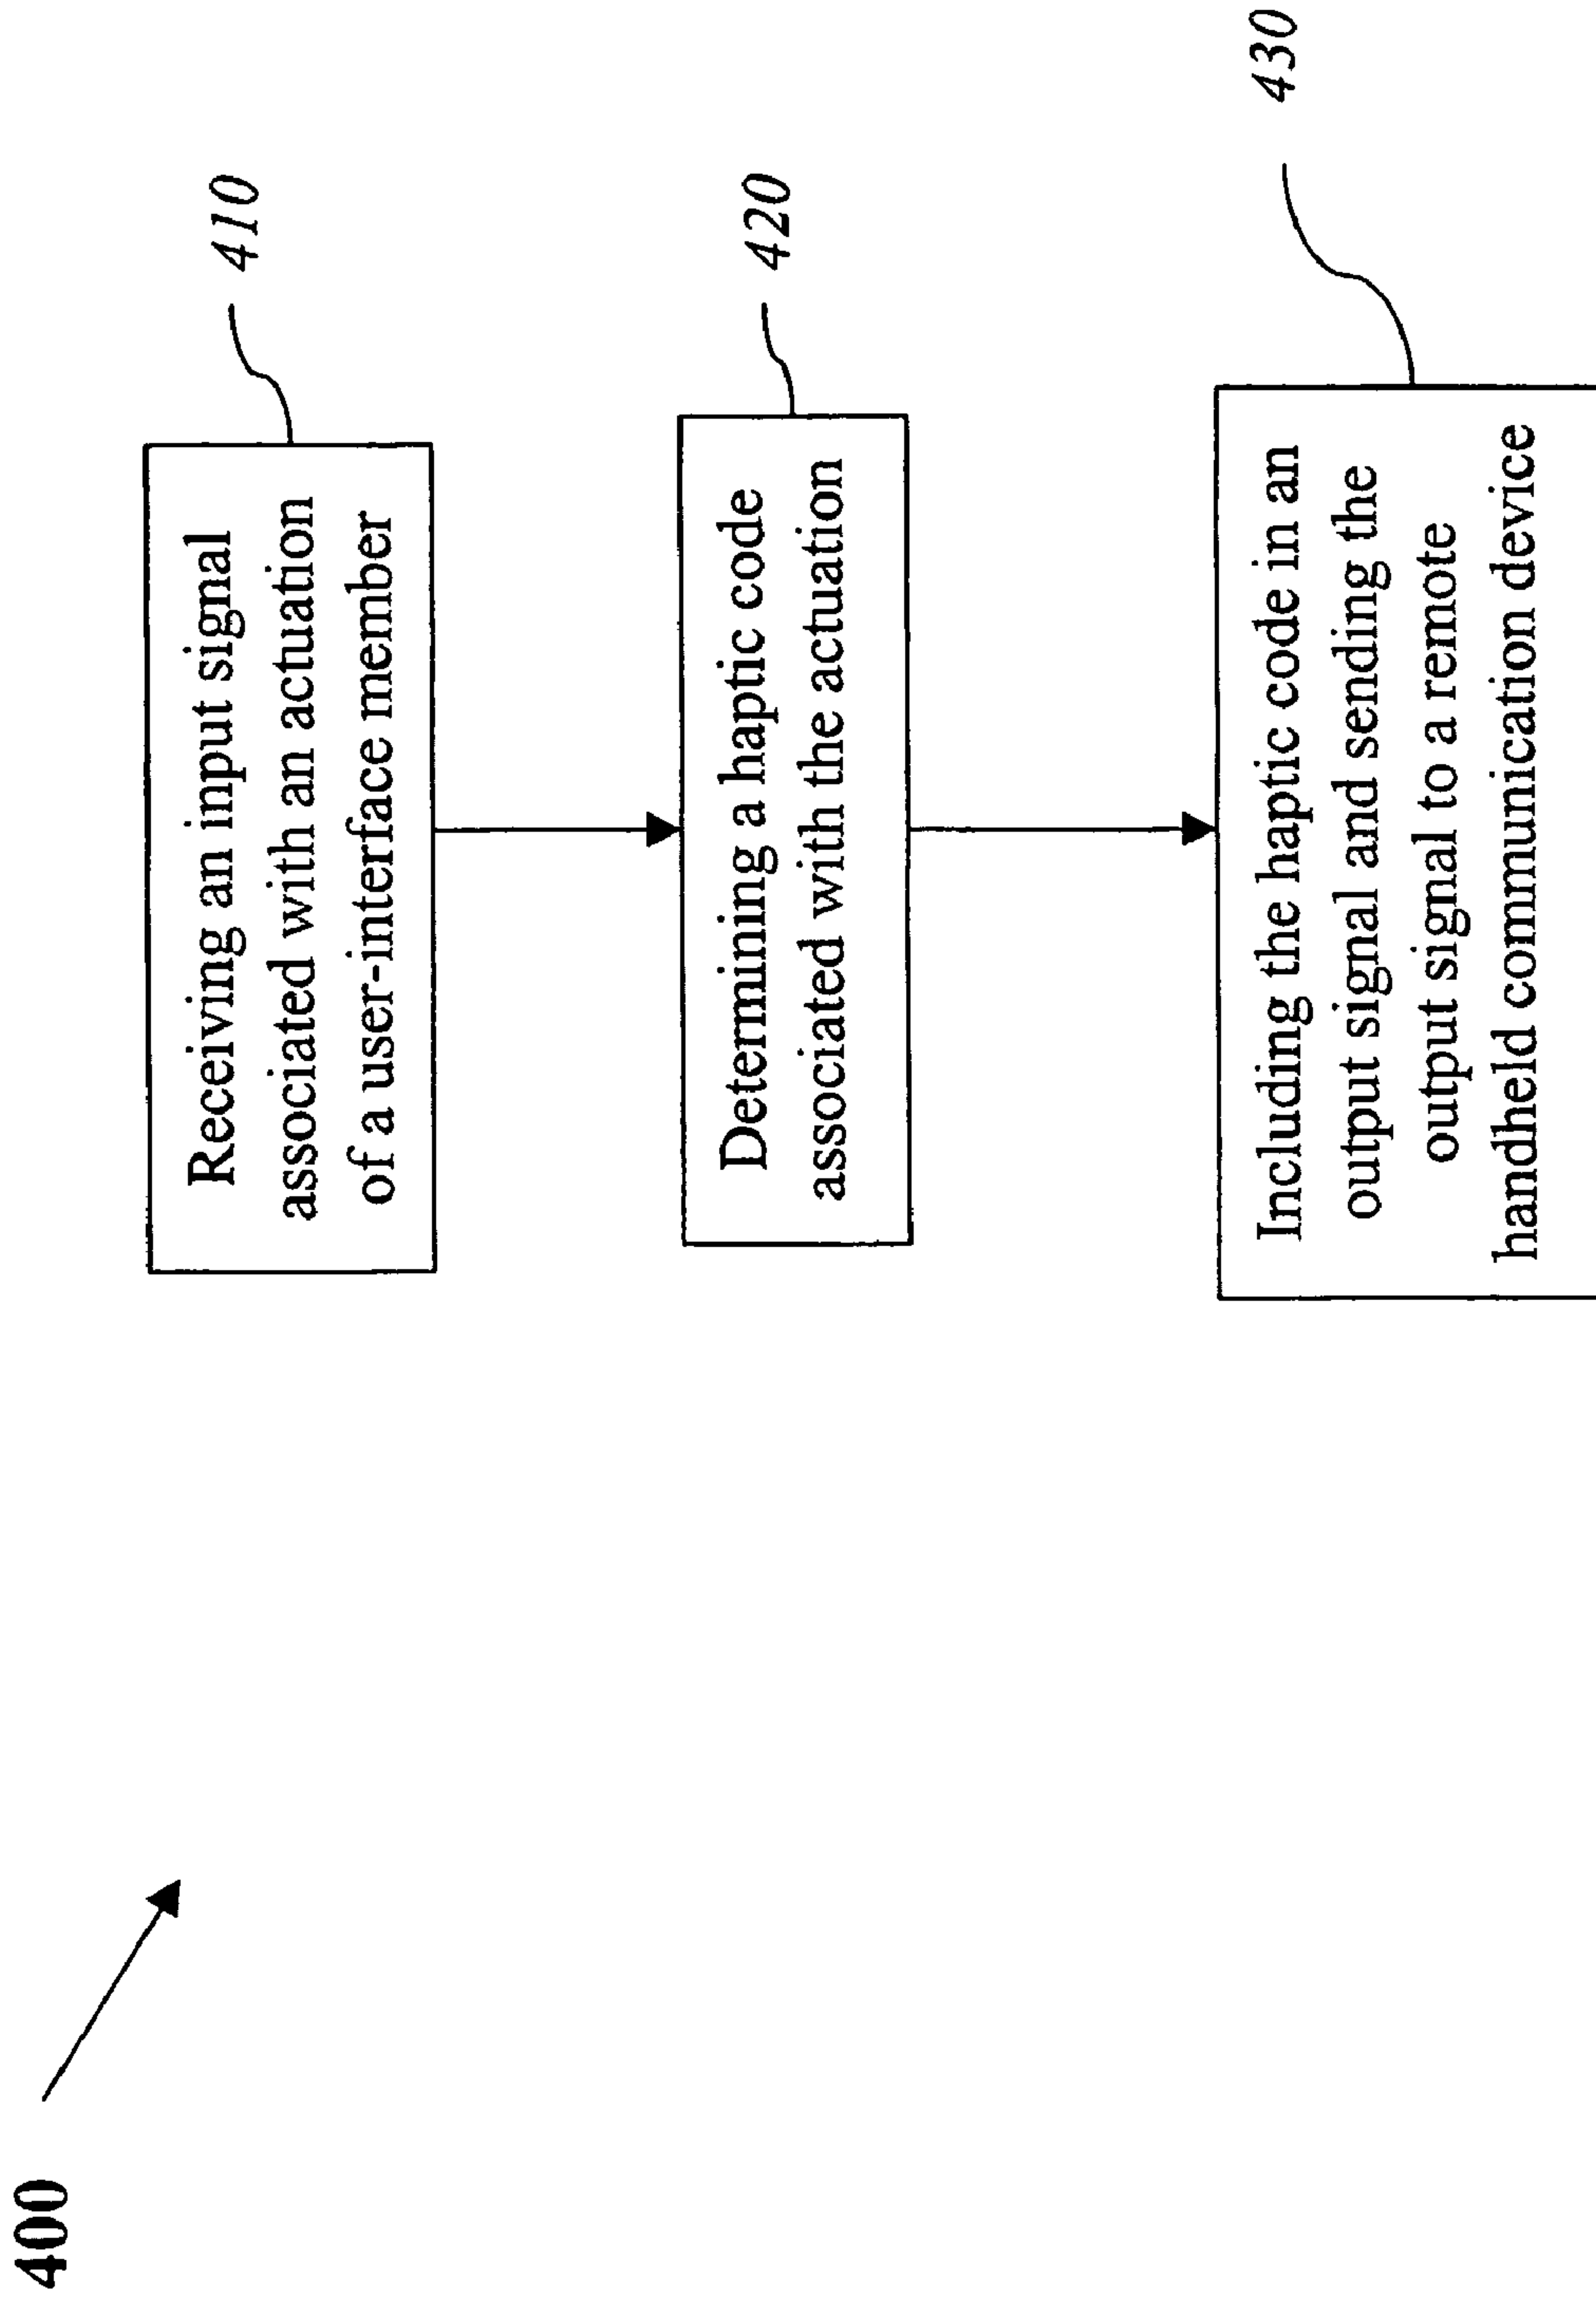 400
Receiving an input signal
associated with an actuation
of a user-interface member
410
Determining a haptic code
associated with the actuation
420
Including the haptic code in an
output signal and sending the
output signal to a remote
handheld communication device
430